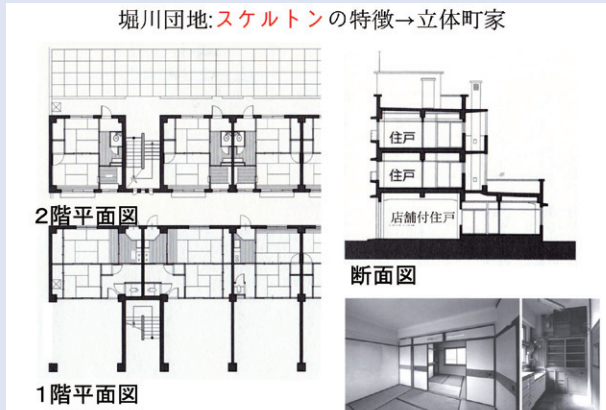 堀川団地:スケルトンの特徴→立体町家
住戸
住戸
店舗付住戸
2階平面図
断面図
1階平面図